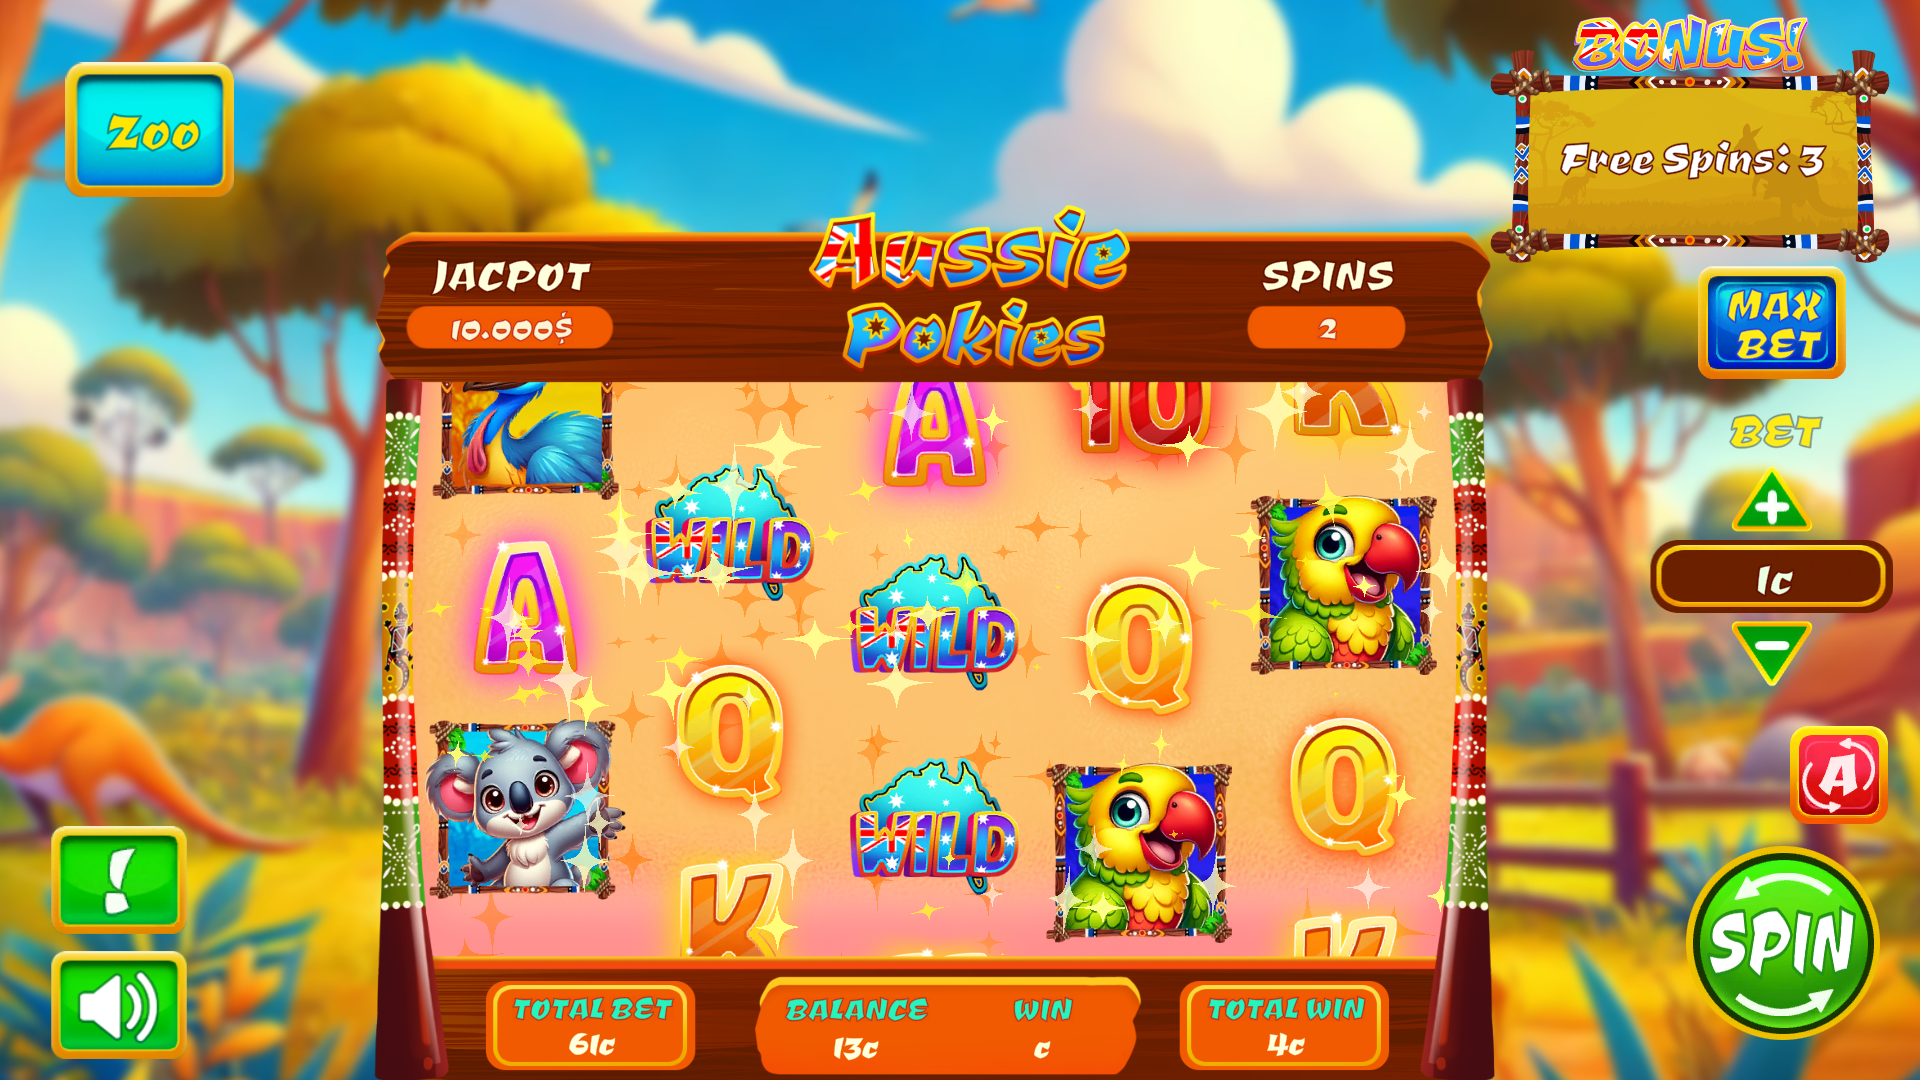 BONUS!
Zoo
Free Spins: 3
Aussie
Pokies
JACPOT
10.000$
SPINS
2
MAX
BET
BET
A
10
K
WILD
A
WILD
Q
1c
Q
WILD
Q
A
K
K
SPIN
TOTAL BET
61c
BALANCE
13c
WIN
c
TOTAL WIN
4c